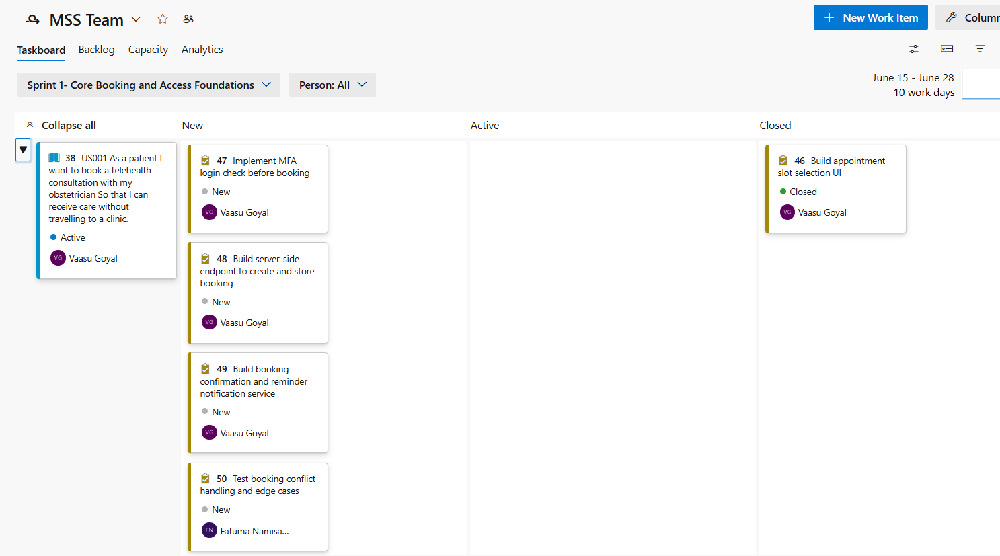 MSS Team
New Work Item
Taskboard
Backlog
Capacity
Analytics
Sprint 1- Core Booking and Access Foundations
Person: All
June 15 - June 28
10 work days
Collapse all
New
Active
Closed
38 US001 As a patient I
want to book a telehealth
consultation with my
obstetrician So that I can
receive care without
travelling to a clinic.
Active
VG Vaasu Goyal
47 Implement MFA
login check before booking
New
VG Vaasu Goyal
48 Build server-side
endpoint to create and store
booking
New
VG Vaasu Goyal
49 Build booking
confirmation and reminder
notification service
New
VG Vaasu Goyal
50 Test booking conflict
handling and edge cases
New
FN Fatuma Namisa...
46 Build appointment
slot selection UI
Closed
VG Vaasu Goyal